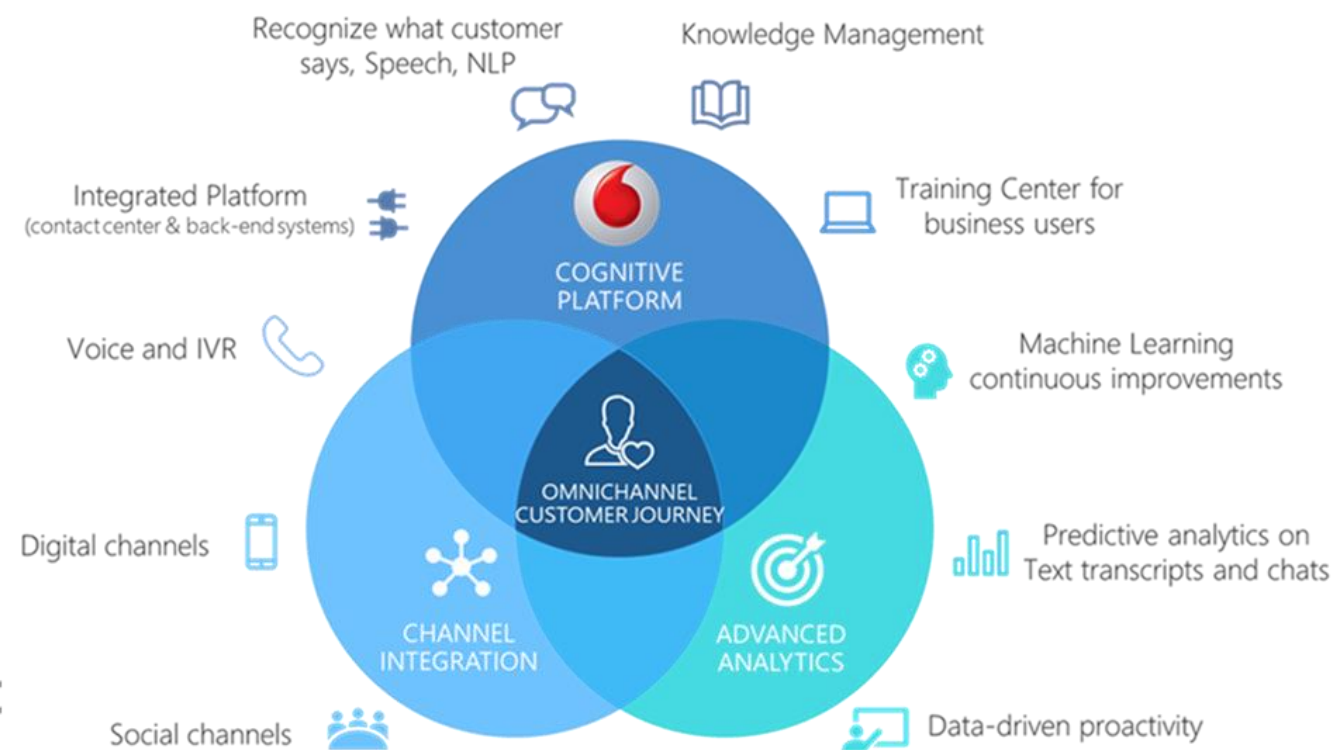 Recognize what customer
says, Speech, NLP
Knowledge Management
Integrated Platform
(contact center & back-end systems)
Training Center for
business users
COGNITIVE
PLATFORM
Voice and IVR
Machine Learning
continuous improvements
OMNICHANNEL
CUSTOMER JOURNEY
Digital channels
Predictive analytics on
Text transcripts and chats
CHANNEL
INTEGRATION
ADVANCED
ANALYTICS
Social channels
Data-driven proactivity